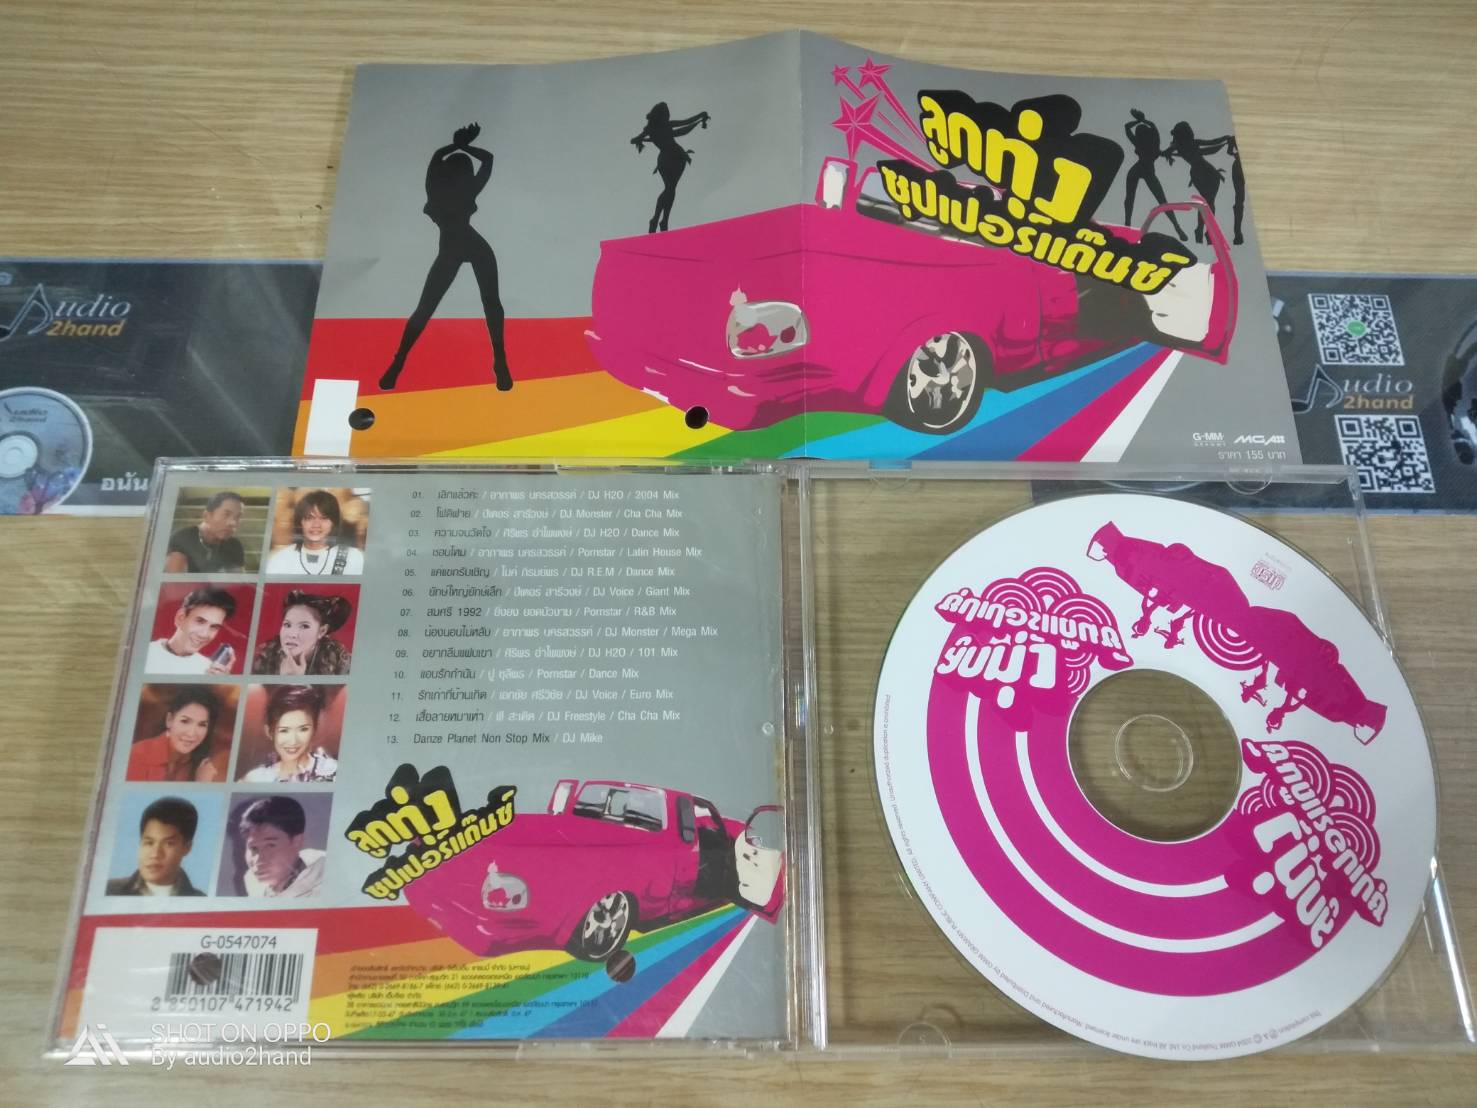 ลูกทุ่ง
ซุปเปอร์แด๊นซ์
G-MM'
GRAMMY
MGA
ราคา 155 บาท
Audio
2hand
Audio
2hand
Audio
2hand
01. เลิกแล้วค่ะ / อาภาพร นครสวรรค์ / DJ H2O / 2004 Mix
02. โฟติฟาย / ปีเตอร์ สารีวงษ์ / DJ Monster / Cha Cha Mix
03. ความจนวัดใจ / ศิริพร อำไพพงษ์ / DJ H2O / Dance Mix
04. ชอบโดม / อาภาพร นครสวรรค์ / Pornstar / Latin House Mix
05. แค่แขกรับเชิญ / ไมค์ ภิรมย์พร / DJ R.E.M / Dance Mix
06. ยักษ์ใหญ่ยักษ์เล็ก / ปีเตอร์ สารีวงษ์ / DJ Voice / Giant Mix
07. สมศรี 1992 / ยิ่งยง ยอดบัวงาม / Pornstar / R&B Mix
08. น้องนอนไม่หลับ / อาภาพร นครสวรรค์ / DJ Monster / Mega Mix
09. อยากลืมแฟนเขา / ศิริพร อำไพพงษ์ / DJ H2O / 101 Mix
10. แอบรักกำนัน / ปู ชุลีพร / Pornstar / Dance Mix
11. รักเก่าที่บ้านเกิด / เอกชัย ศรีวิชัย / DJ Voice / Euro Mix
12. เสื้อลายหมาเห่า / พี สะเดิด / DJ Freestyle / Cha Cha Mix
13. Danze Planet Non Stop Mix / DJ Mike
ลูกทุ่ง
ซุปเปอร์แด๊นซ์
G-0547074
8 850107 471942
SHOT ON OPPO
By audio2hand